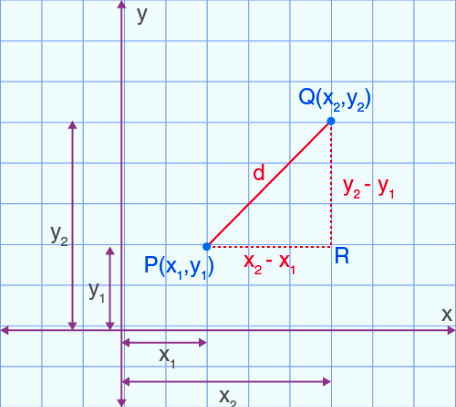 y
Q(x₂,y₂)
d
y₂ - y₁
y₂
P(x₁,y₁)
x₂ - x₁
R
y₁
x
x₁
x₂